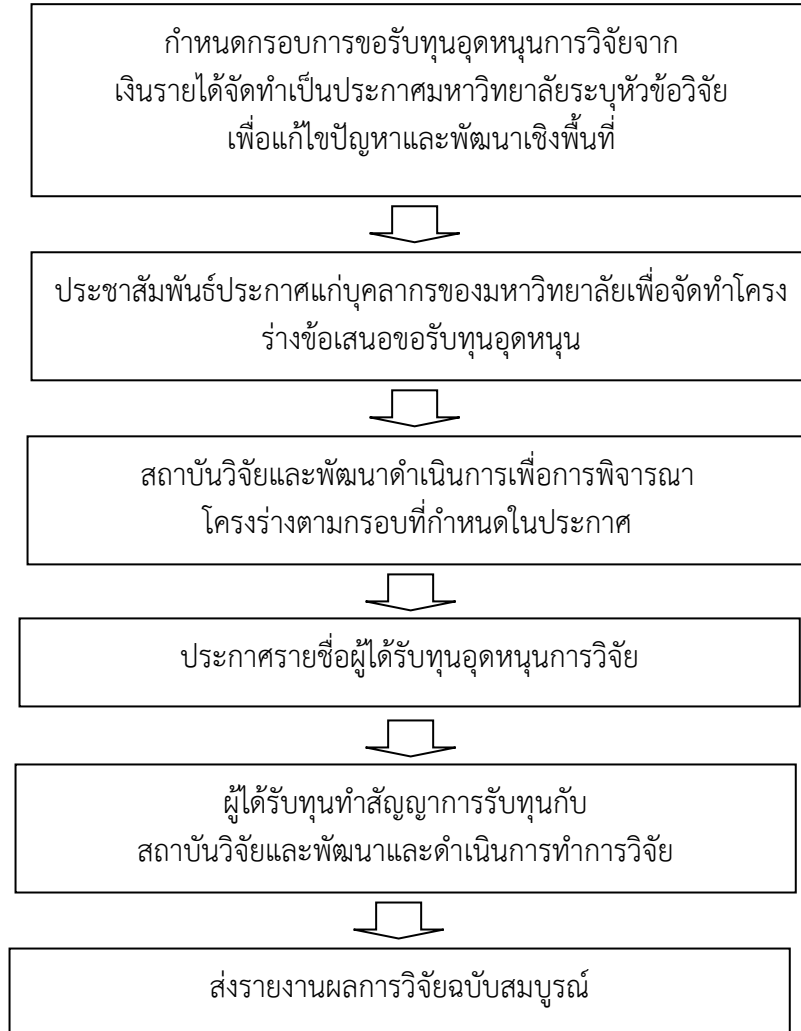 กำหนดกรอบการขอรับทุนอุดหนุนการวิจัยจาก
เงินรายได้จัดทำเป็นประกาศมหาวิทยาลัยระบุหัวข้อวิจัย
เพื่อแก้ไขปัญหาและพัฒนาเชิงพื้นที่
ประชาสัมพันธ์ประกาศแก่บุคลากรของมหาวิทยาลัยเพื่อจัดทำโครง
ร่างข้อเสนอขอรับทุนอุดหนุน
สถาบันวิจัยและพัฒนาดำเนินการเพื่อการพิจารณา
โครงร่างตามกรอบที่กำหนดในประกาศ
ประกาศรายชื่อผู้ได้รับทุนอุดหนุนการวิจัย
ผู้ได้รับทุนทำสัญญาการรับทุนกับ
สถาบันวิจัยและพัฒนาและดำเนินการทำการวิจัย
ส่งรายงานผลการวิจัยฉบับสมบูรณ์